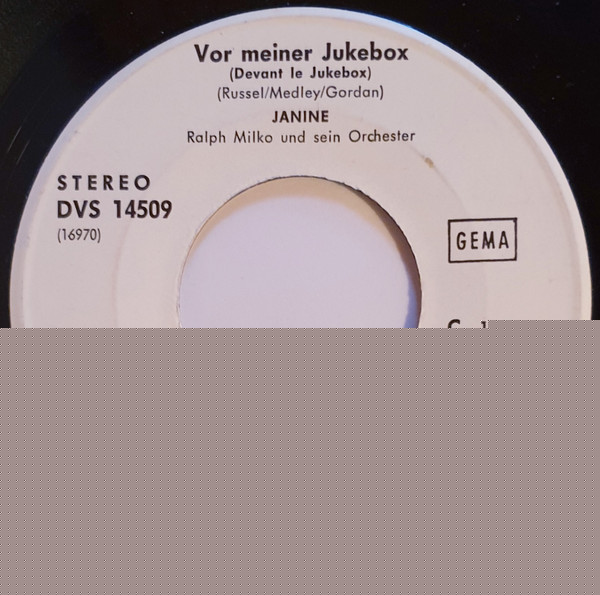 Vor meiner Jukebox
(Devant le Jukebox)
(Russel/Medley/Gordan)
JANINE
Ralph Milko und sein Orchester
STEREO
DVS 14509
(16970)
GEMA